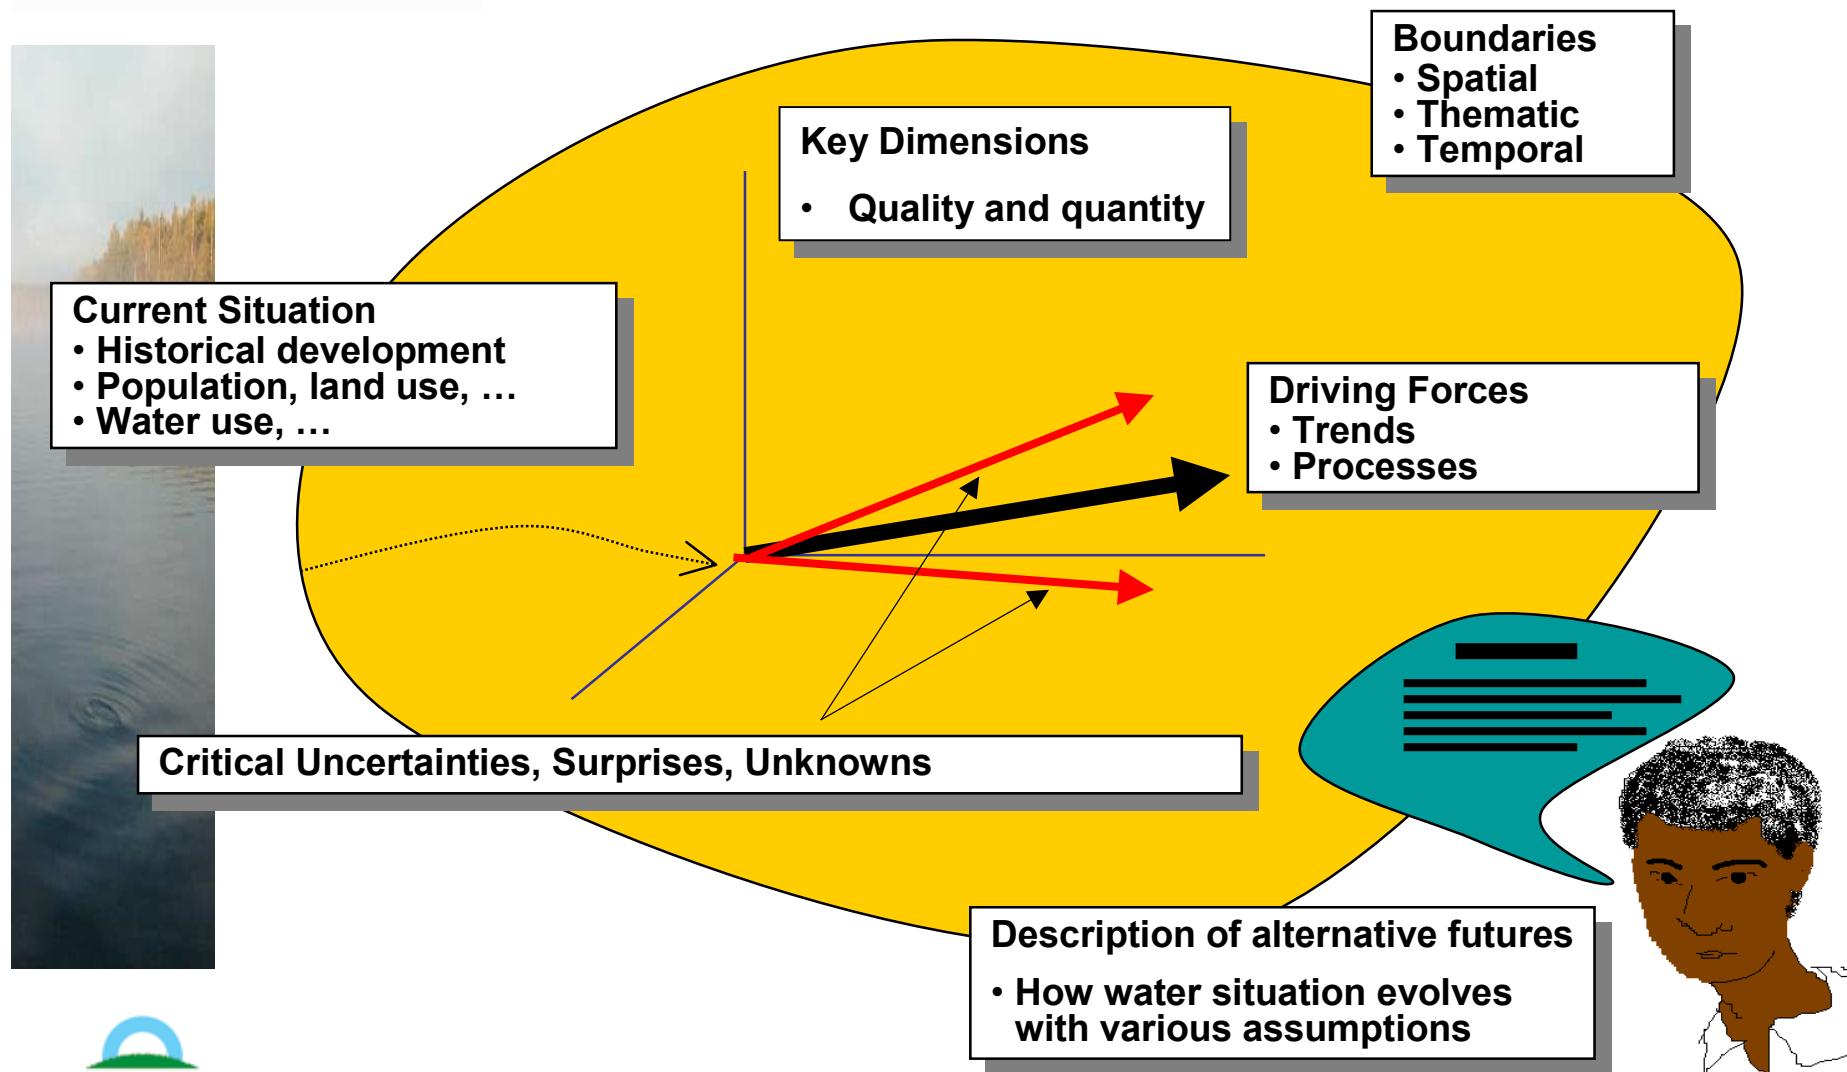 Boundaries
• Spatial
• Thematic
• Temporal
Key Dimensions
• Quality and quantity
Current Situation
• Historical development
• Population, land use, …
• Water use, …
Driving Forces
• Trends
• Processes
Critical Uncertainties, Surprises, Unknowns
Description of alternative futures
• How water situation evolves
with various assumptions